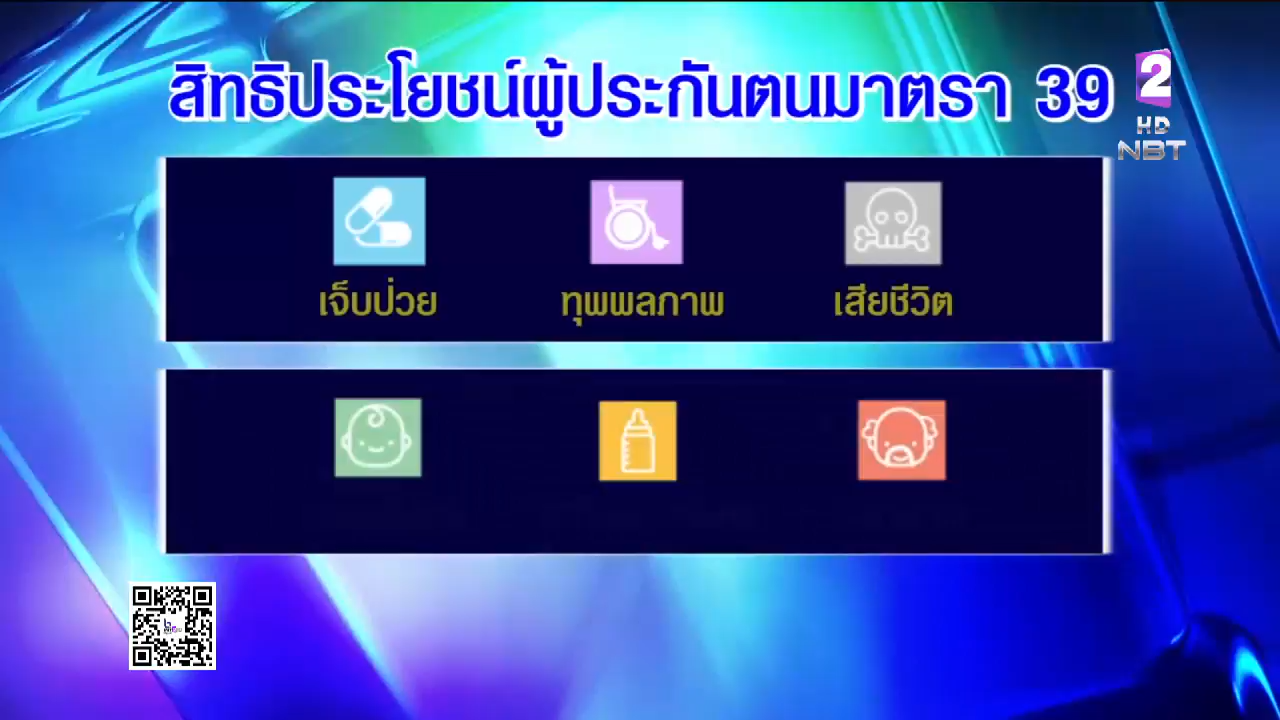 สิทธิประโยชน์ผู้ประกันตนมาตรา 39
2
HD
NBT
เจ็บป่วย ทุพพลภาพ เสียชีวิต